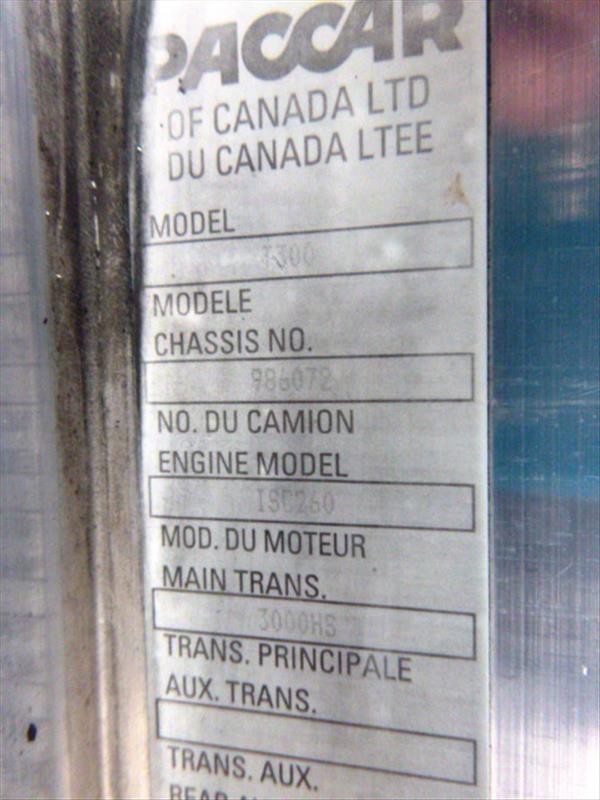 PACCAR
OF CANADA LTD
DU CANADA LTEE
MODEL
T300
MODELE
CHASSIS NO.
986072
NO. DU CAMION
ENGINE MODEL
ISC260
MOD. DU MOTEUR
MAIN TRANS.
3000HS
TRANS. PRINCIPALE
AUX. TRANS.
TRANS. AUX.
REAR